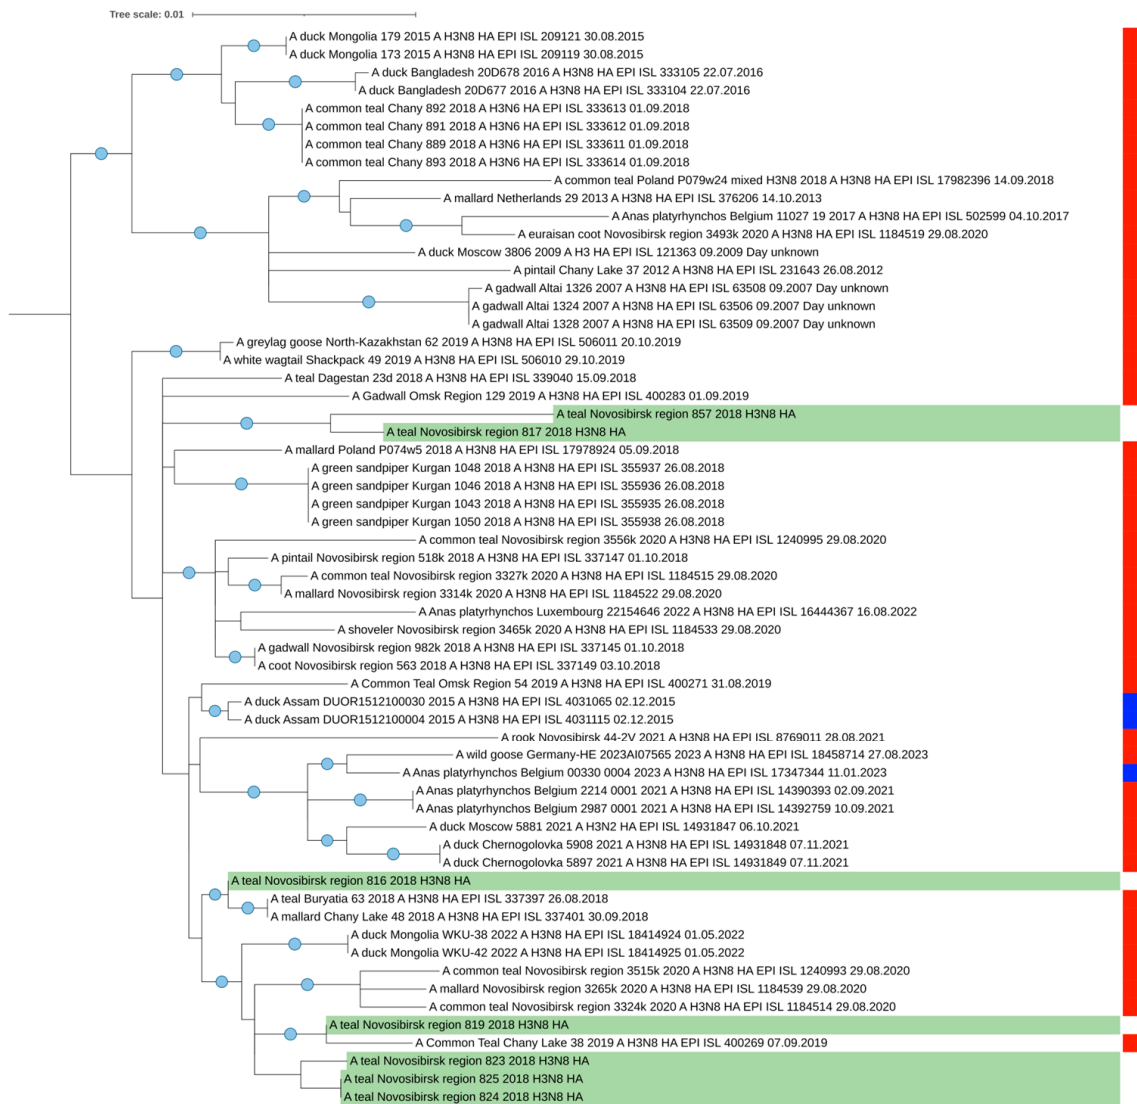 Tree scale: 0.01
A duck Mongolia 179 2015 A H3N8 HA EPI ISL 209121 30.08.2015
A duck Mongolia 173 2015 A H3N8 HA EPI ISL 209119 30.08.2015
A duck Bangladesh 20D678 2016 A H3N8 HA EPI ISL 333105 22.07.2016
A duck Bangladesh 20D677 2016 A H3N8 HA EPI ISL 333104 22.07.2016
A common teal Chany 892 2018 A H3N6 HA EPI ISL 333613 01.09.2018
A common teal Chany 891 2018 A H3N6 HA EPI ISL 333612 01.09.2018
A common teal Chany 889 2018 A H3N6 HA EPI ISL 333611 01.09.2018
A common teal Chany 893 2018 A H3N6 HA EPI ISL 333614 01.09.2018
A common teal Poland P079w24 mixed H3N8 2018 A H3N8 HA EPI ISL 17982396 14.09.2018
A mallard Netherlands 29 2013 A H3N8 HA EPI ISL 376206 14.10.2013
A Anas platyrhynchos Belgium 11027 19 2017 A H3N8 HA EPI ISL 502599 04.10.2017
A euraisan coot Novosibirsk region 3493k 2020 A H3N8 HA EPI ISL 1184519 29.08.2020
A duck Moscow 3806 2009 A H3 HA EPI ISL 121363 09.2009 Day unknown
A pintail Chany Lake 37 2012 A H3N8 HA EPI ISL 231643 26.08.2012
A gadwall Altai 1326 2007 A H3N8 HA EPI ISL 63508 09.2007 Day unknown
A gadwall Altai 1324 2007 A H3N8 HA EPI ISL 63506 09.2007 Day unknown
A gadwall Altai 1328 2007 A H3N8 HA EPI ISL 63509 09.2007 Day unknown
A greylag goose North-Kazakhstan 62 2019 A H3N8 HA EPI ISL 506011 20.10.2019
A white wagtail Shackpack 49 2019 A H3N8 HA EPI ISL 506010 29.10.2019
A teal Dagestan 23d 2018 A H3N8 HA EPI ISL 339040 15.09.2018
A Gadwall Omsk Region 129 2019 A H3N8 HA EPI ISL 400283 01.09.2019
A teal Novosibirsk region 857 2018 H3N8 HA
A teal Novosibirsk region 817 2018 H3N8 HA
A mallard Poland P074w5 2018 A H3N8 HA EPI ISL 17978924 05.09.2018
A green sandpiper Kurgan 1048 2018 A H3N8 HA EPI ISL 355937 26.08.2018
A green sandpiper Kurgan 1046 2018 A H3N8 HA EPI ISL 355936 26.08.2018
A green sandpiper Kurgan 1043 2018 A H3N8 HA EPI ISL 355935 26.08.2018
A green sandpiper Kurgan 1050 2018 A H3N8 HA EPI ISL 355938 26.08.2018
A common teal Novosibirsk region 3556k 2020 A H3N8 HA EPI ISL 1240995 29.08.2020
A pintail Novosibirsk region 518k 2018 A H3N8 HA EPI ISL 337147 01.10.2018
A common teal Novosibirsk region 3327k 2020 A H3N8 HA EPI ISL 1184515 29.08.2020
A mallard Novosibirsk region 3314k 2020 A H3N8 HA EPI ISL 1184522 29.08.2020
A Anas platyrhynchos Luxembourg 22154646 2022 A H3N8 HA EPI ISL 16444367 16.08.2022
A shoveler Novosibirsk region 3465k 2020 A H3N8 HA EPI ISL 1184533 29.08.2020
A gadwall Novosibirsk region 982k 2018 A H3N8 HA EPI ISL 337145 01.10.2018
A coot Novosibirsk region 563 2018 A H3N8 HA EPI ISL 337149 03.10.2018
A Common Teal Omsk Region 54 2019 A H3N8 HA EPI ISL 400271 31.08.2019
A duck Assam DUOR1512100030 2015 A H3N8 HA EPI ISL 4031065 02.12.2015
A duck Assam DUOR1512100004 2015 A H3N8 HA EPI ISL 4031115 02.12.2015
A rook Novosibirsk 44-2V 2021 A H3N8 HA EPI ISL 8769011 28.08.2021
A wild goose Germany-HE 2023AI07565 2023 A H3N8 HA EPI ISL 18458714 27.08.2023
A Anas platyrhynchos Belgium 00330 0004 2023 A H3N8 HA EPI ISL 17347344 11.01.2023
A Anas platyrhynchos Belgium 2214 0001 2021 A H3N8 HA EPI ISL 14390393 02.09.2021
A Anas platyrhynchos Belgium 2987 0001 2021 A H3N8 HA EPI ISL 14392759 10.09.2021
A duck Moscow 5881 2021 A H3N2 HA EPI ISL 14931847 06.10.2021
A duck Chernogolovka 5908 2021 A H3N8 HA EPI ISL 14931848 07.11.2021
A duck Chernogolovka 5897 2021 A H3N8 HA EPI ISL 14931849 07.11.2021
A teal Novosibirsk region 816 2018 H3N8 HA
A teal Buryatia 63 2018 A H3N8 HA EPI ISL 337397 26.08.2018
A mallard Chany Lake 48 2018 A H3N8 HA EPI ISL 337401 30.09.2018
A duck Mongolia WKU-38 2022 A H3N8 HA EPI ISL 18414924 01.05.2022
A duck Mongolia WKU-42 2022 A H3N8 HA EPI ISL 18414925 01.05.2022
A common teal Novosibirsk region 3515k 2020 A H3N8 HA EPI ISL 1240993 29.08.2020
A mallard Novosibirsk region 3265k 2020 A H3N8 HA EPI ISL 1184539 29.08.2020
A common teal Novosibirsk region 3324k 2020 A H3N8 HA EPI ISL 1184514 29.08.2020
A teal Novosibirsk region 819 2018 H3N8 HA
A Common Teal Chany Lake 38 2019 A H3N8 HA EPI ISL 400269 07.09.2019
A teal Novosibirsk region 823 2018 H3N8 HA
A teal Novosibirsk region 825 2018 H3N8 HA
A teal Novosibirsk region 824 2018 H3N8 HA